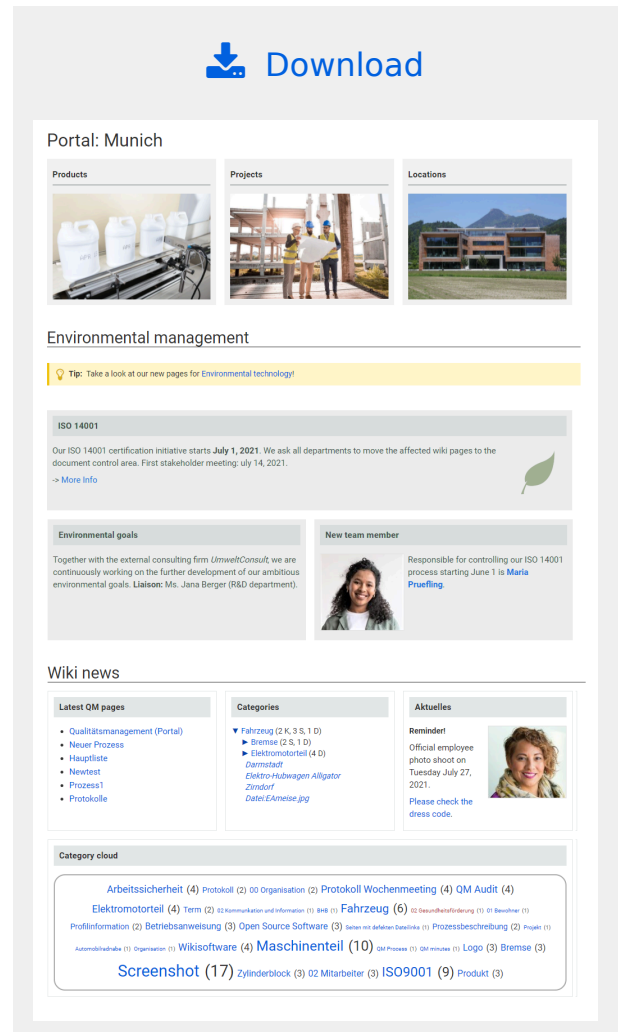 Download
Portal: Munich
Products
Projects
Locations
Environmental management
Tip: Take a look at our new pages for Environmental technology!
ISO 14001
Our ISO 14001 certification initiative starts July 1, 2021. We ask all departments to move the affected wiki pages to the
document control area. First stakeholder meeting: uly 14, 2021.
-> More Info
Environmental goals
Together with the external consulting firm UmweltConsult, we are
continuously working on the further development of our ambitious
environmental goals. Liaison: Ms. Jana Berger (R&D department).
New team member
Responsible for controlling our ISO 14001
process starting June 1 is Maria
Pruefling.
Wiki news
Latest QM pages
• Qualitätsmanagement (Portal)
• Neuer Prozess
• Hauptliste
• Newtest
• Prozess1
• Protokolle
Categories
▼ Fahrzeug (2 K, 3 S, 1 D)
► Bremse (2 S, 1 D)
► Elektromotorteil (4 D)
Darmstadt
Elektro-Hubwagen Alligator
Zirndorf
Datei:EAmeise.jpg
Aktuelles
Reminder!
Official employee
photo shoot on
Tuesday July 27,
2021.
Please check the
dress code.
Category cloud
Arbeitssicherheit (4) Protokoll (2) 00 Organisation (2) Protokoll Wochenmeeting (4) QM Audit (4)
Elektromotorteil (4) Term (2) 02 Kommunkation und Information (1) BHB (1) Fahrzeug (6) 02 Gesundheitsförderung (1) 01 Bewohner (1)
Profilinformation (2) Betriebsanweisung (3) Open Source Software (3) Seiten mit defekten Dateilinks (1) Prozessbeschreibung (2) Projekt (1)
Automobilradnabe (1) Organisation (1) Wikisoftware (4) Maschinenteil (10) QM Process (1) QM minutes (1) Logo (3) Bremse (3)
Screenshot (17) Zylinderblock (3) 02 Mitarbeiter (3) ISO9001 (9) Produkt (3)